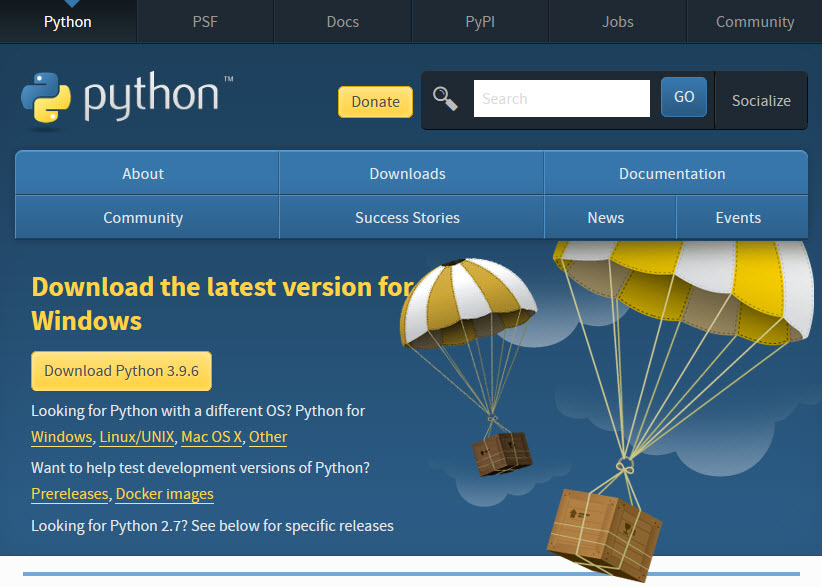 Python PSF Docs PyPI Jobs Community
python™
Donate Search GO Socialize
About Downloads Documentation
Community Success Stories News Events
Download the latest version for
Windows
Download Python 3.9.6
Looking for Python with a different OS? Python for
Windows, Linux/UNIX, Mac OS X, Other
Want to help test development versions of Python?
Prereleases, Docker images
Looking for Python 2.7? See below for specific releases